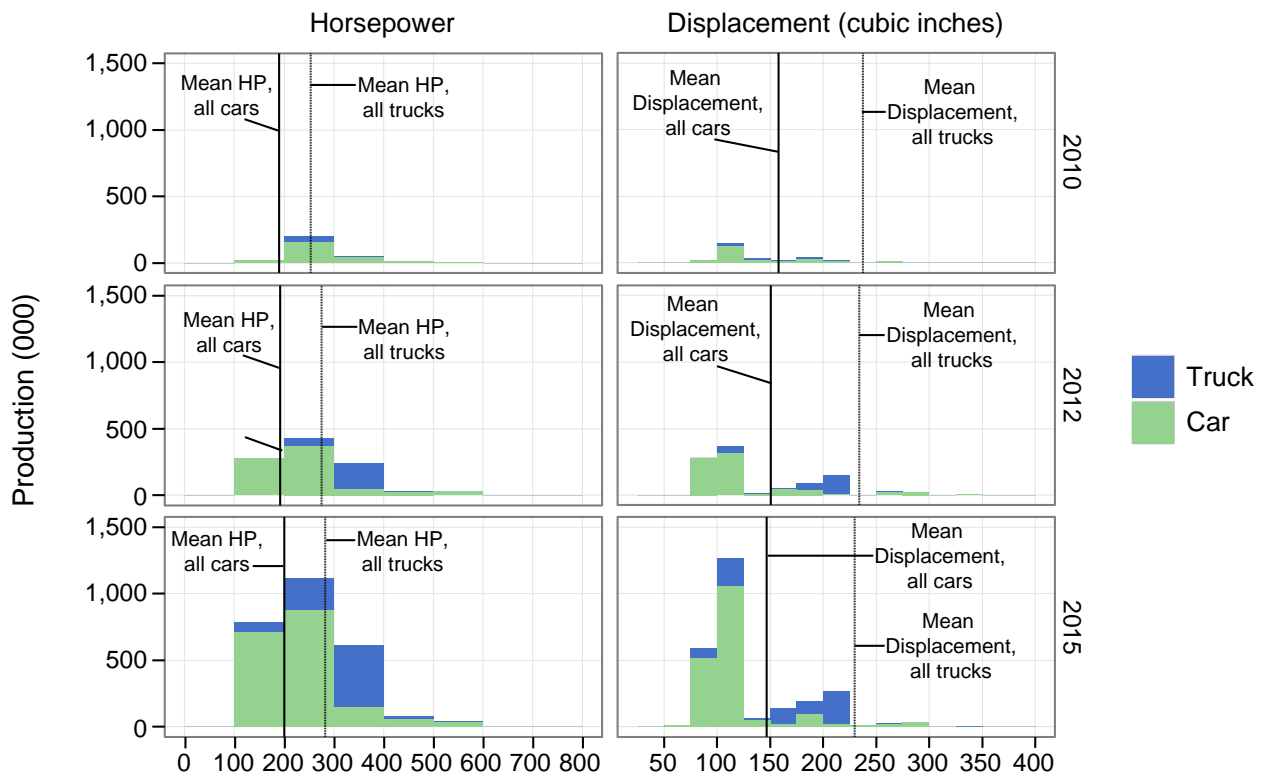 Horsepower
Displacement (cubic inches)
Production (000)
1,500
1,000
500
0
Mean HP,
all cars
Mean HP,
all trucks
Mean
Displacement,
all cars
Mean
Displacement,
all trucks
2010
1,500
1,000
500
0
Mean HP,
all cars
Mean HP,
all trucks
Mean
Displacement,
all cars
Mean
Displacement,
all trucks
2012
1,500
1,000
500
0
Mean HP,
all cars
Mean HP,
all trucks
Mean
Displacement,
all cars
Mean
Displacement,
all trucks
2015
0 100 200 300 400 500 600 700 800
50 100 150 200 250 300 350 400
Truck
Car